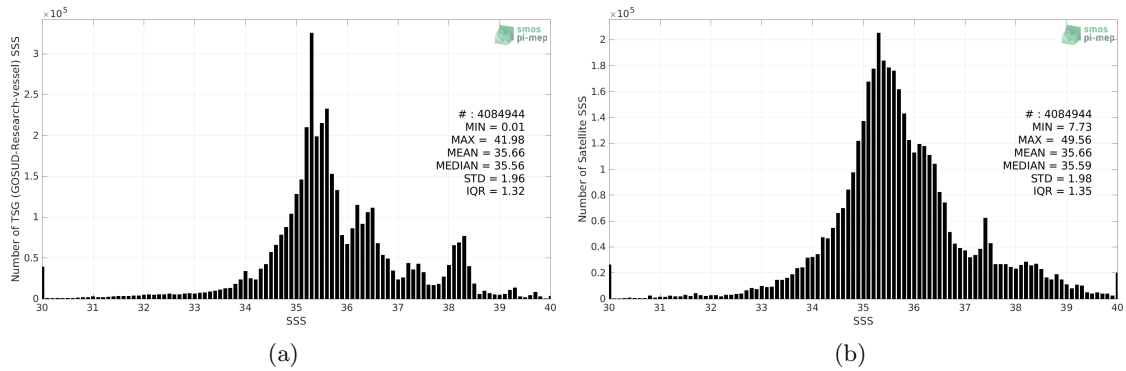 ×10⁵
smos
pi-mep
Number of TSG (GOSUD-Research-vessel) SSS
3
2.5
2
1.5
1
0.5
0
# : 4084944
MIN = 0.01
MAX = 41.98
MEAN = 35.66
MEDIAN = 35.56
STD = 1.96
IQR = 1.32
30 31 32 33 34 35 36 37 38 39 40
SSS
(a)
×10⁵
smos
pi-mep
Number of Satellite SSS
2
1.8
1.6
1.4
1.2
1
0.8
0.6
0.4
0.2
0
# : 4084944
MIN = 7.73
MAX = 49.56
MEAN = 35.66
MEDIAN = 35.59
STD = 1.98
IQR = 1.35
30 31 32 33 34 35 36 37 38 39 40
SSS
(b)